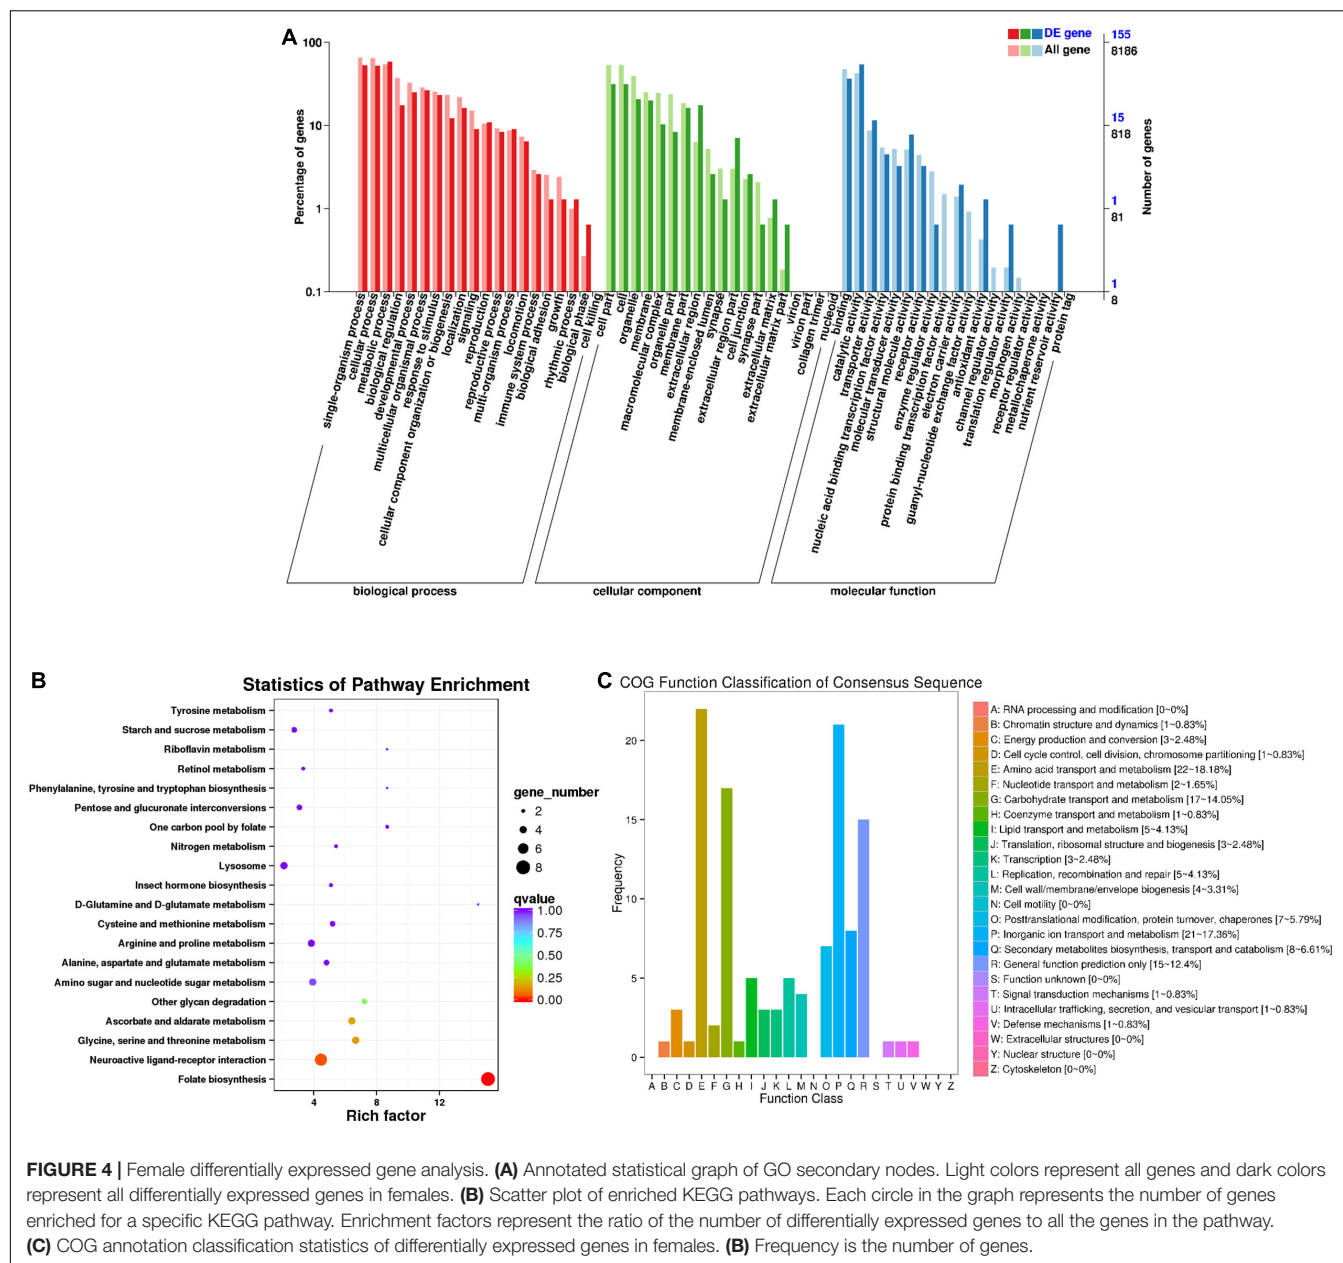 A
100
10
1
0.1
Percentage of genes
DE gene
All gene
155
8186
15
818
1
81
1
8
Number of genes
single-organism process
cellular process
metabolic process
biological regulation
developmental process
multicellular organismal process
response to stimulus
cellular component organization or biogenesis
localization
signaling
reproduction
reproductive process
multi-organism process
locomotion
immune system process
biological adhesion
growth
rhythmic process
biological phase
cell killing
cell part
cell
organelle
membrane
macromolecular complex
organelle part
membrane part
extracellular region
membrane-enclosed lumen
synapse
extracellular region part
cell junction
synapse part
extracellular matrix
extracellular matrix part
virion
virion part
collagen trimer
nucleoid
binding
catalytic activity
transporter activity
nucleic acid binding transcription factor activity
molecular transducer activity
structural molecule activity
receptor activity
enzyme regulator activity
protein binding transcription factor activity
electron carrier activity
guanyl-nucleotide exchange factor activity
antioxidant activity
channel regulator activity
translation regulator activity
morphogen activity
receptor regulator activity
metallochaperone activity
nutrient reservoir activity
protein tag
biological process
cellular component
molecular function
B
Statistics of Pathway Enrichment
Tyrosine metabolism
Starch and sucrose metabolism
Riboflavin metabolism
Retinol metabolism
Phenylalanine, tyrosine and tryptophan biosynthesis
Pentose and glucuronate interconversions
One carbon pool by folate
Nitrogen metabolism
Lysosome
Insect hormone biosynthesis
D-Glutamine and D-glutamate metabolism
Cysteine and methionine metabolism
Arginine and proline metabolism
Alanine, aspartate and glutamate metabolism
Amino sugar and nucleotide sugar metabolism
Other glycan degradation
Ascorbate and aldarate metabolism
Glycine, serine and threonine metabolism
Neuroactive ligand-receptor interaction
Folate biosynthesis
4 8 12
Rich factor
gene_number
2
4
6
8
qvalue
1.00
0.75
0.50
0.25
0.00
C
COG Function Classification of Consensus Sequence
20
15
10
5
0
Frequency
A B C D E F G H I J K L M N O P Q R S T U V W Y Z
Function Class
A: RNA processing and modification [0~0%]
B: Chromatin structure and dynamics [1~0.83%]
C: Energy production and conversion [3~2.48%]
D: Cell cycle control, cell division, chromosome partitioning [1~0.83%]
E: Amino acid transport and metabolism [22~18.18%]
F: Nucleotide transport and metabolism [2~1.65%]
G: Carbohydrate transport and metabolism [17~14.05%]
H: Coenzyme transport and metabolism [1~0.83%]
I: Lipid transport and metabolism [5~4.13%]
J: Translation, ribosomal structure and biogenesis [3~2.48%]
K: Transcription [3~2.48%]
L: Replication, recombination and repair [5~4.13%]
M: Cell wall/membrane/envelope biogenesis [4~3.31%]
N: Cell motility [0~0%]
O: Posttranslational modification, protein turnover, chaperones [7~5.79%]
P: Inorganic ion transport and metabolism [21~17.36%]
Q: Secondary metabolites biosynthesis, transport and catabolism [8~6.61%]
R: General function prediction only [15~12.4%]
S: Function unknown [0~0%]
T: Signal transduction mechanisms [1~0.83%]
U: Intracellular trafficking, secretion, and vesicular transport [1~0.83%]
V: Defense mechanisms [1~0.83%]
W: Extracellular structures [0~0%]
Y: Nuclear structure [0~0%]
Z: Cytoskeleton [0~0%]
FIGURE 4 | Female differentially expressed gene analysis. (A) Annotated statistical graph of GO secondary nodes. Light colors represent all genes and dark colors
represent all differentially expressed genes in females. (B) Scatter plot of enriched KEGG pathways. Each circle in the graph represents the number of genes
enriched for a specific KEGG pathway. Enrichment factors represent the ratio of the number of differentially expressed genes to all the genes in the pathway.
(C) COG annotation classification statistics of differentially expressed genes in females. (B) Frequency is the number of genes.